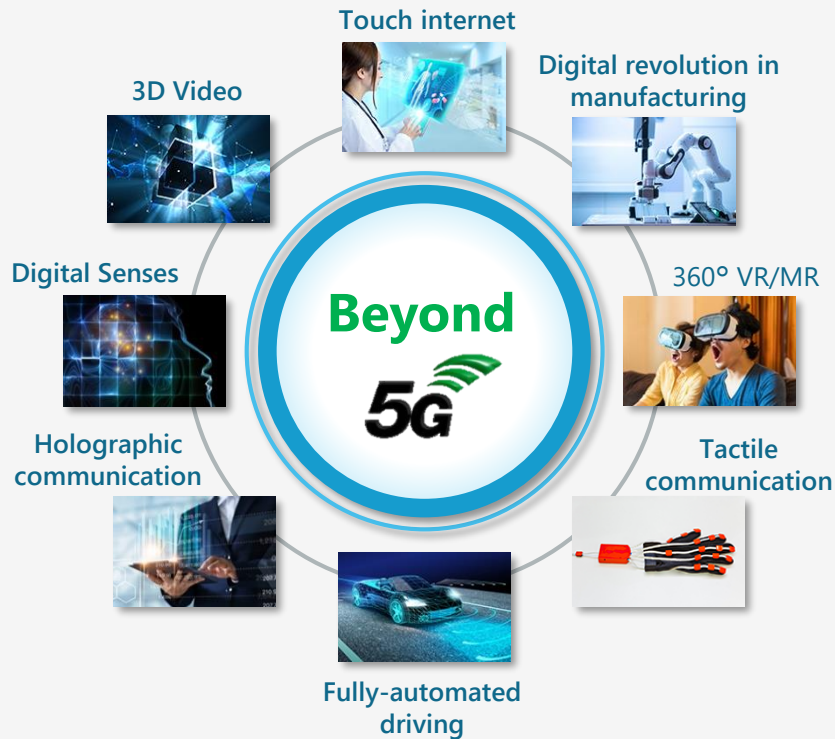 Touch internet
Digital revolution in
manufacturing
3D Video
Digital Senses
360° VR/MR
Beyond
5G
Holographic
communication
Tactile
communication
Fully-automated
driving